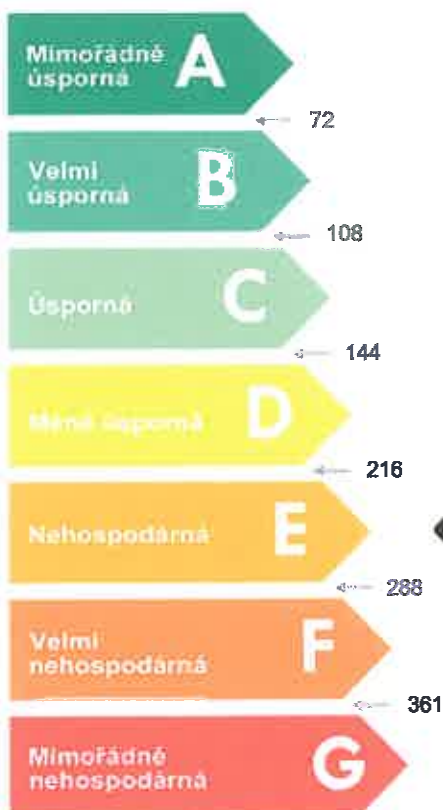 Mimořádně
úsporná
A
72
Velmi
úsporná
B
108
Úsporná
C
144
Méně úsporná
D
216
Nehospodárná
E
288
Velmi
nehospodárná
F
361
Mimořádně
nehospodárná
G